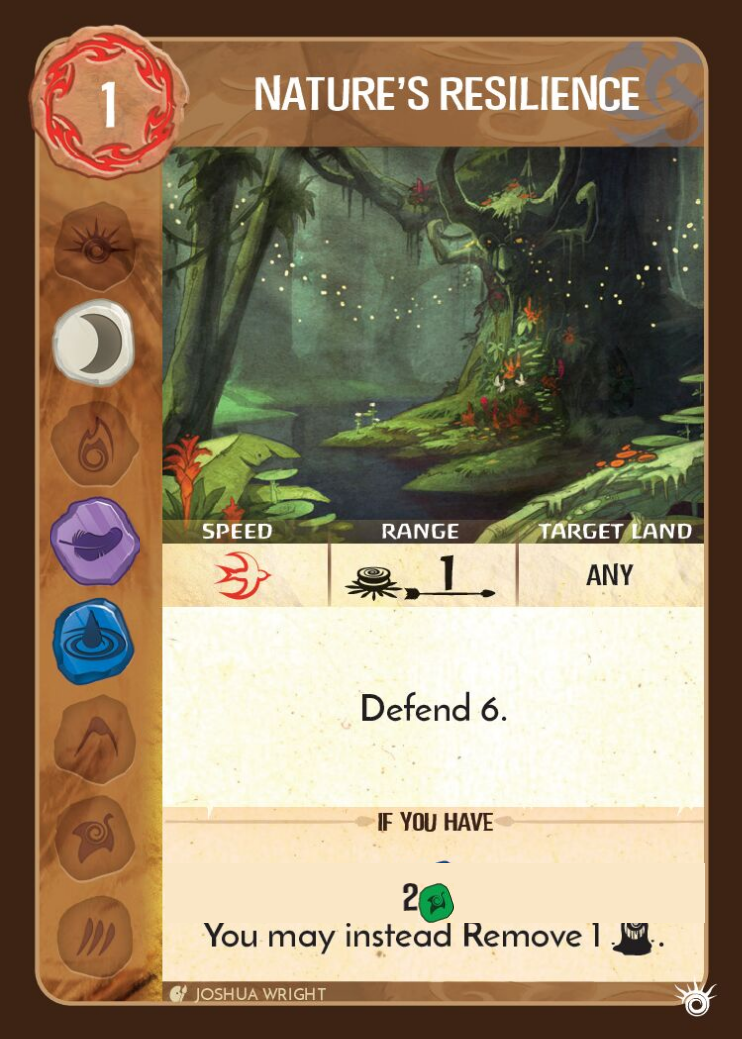 1
NATURE'S RESILIENCE
SPEED RANGE TARGET LAND
1 ANY
Defend 6.
IF YOU HAVE
2
You may instead Remove 1 .
JOSHUA WRIGHT